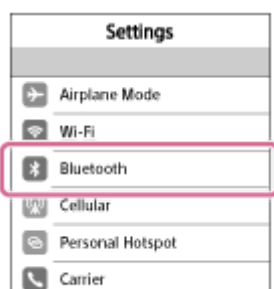 Settings
Airplane Mode
Wi-Fi
Bluetooth
Cellular
Personal Hotspot
Carrier